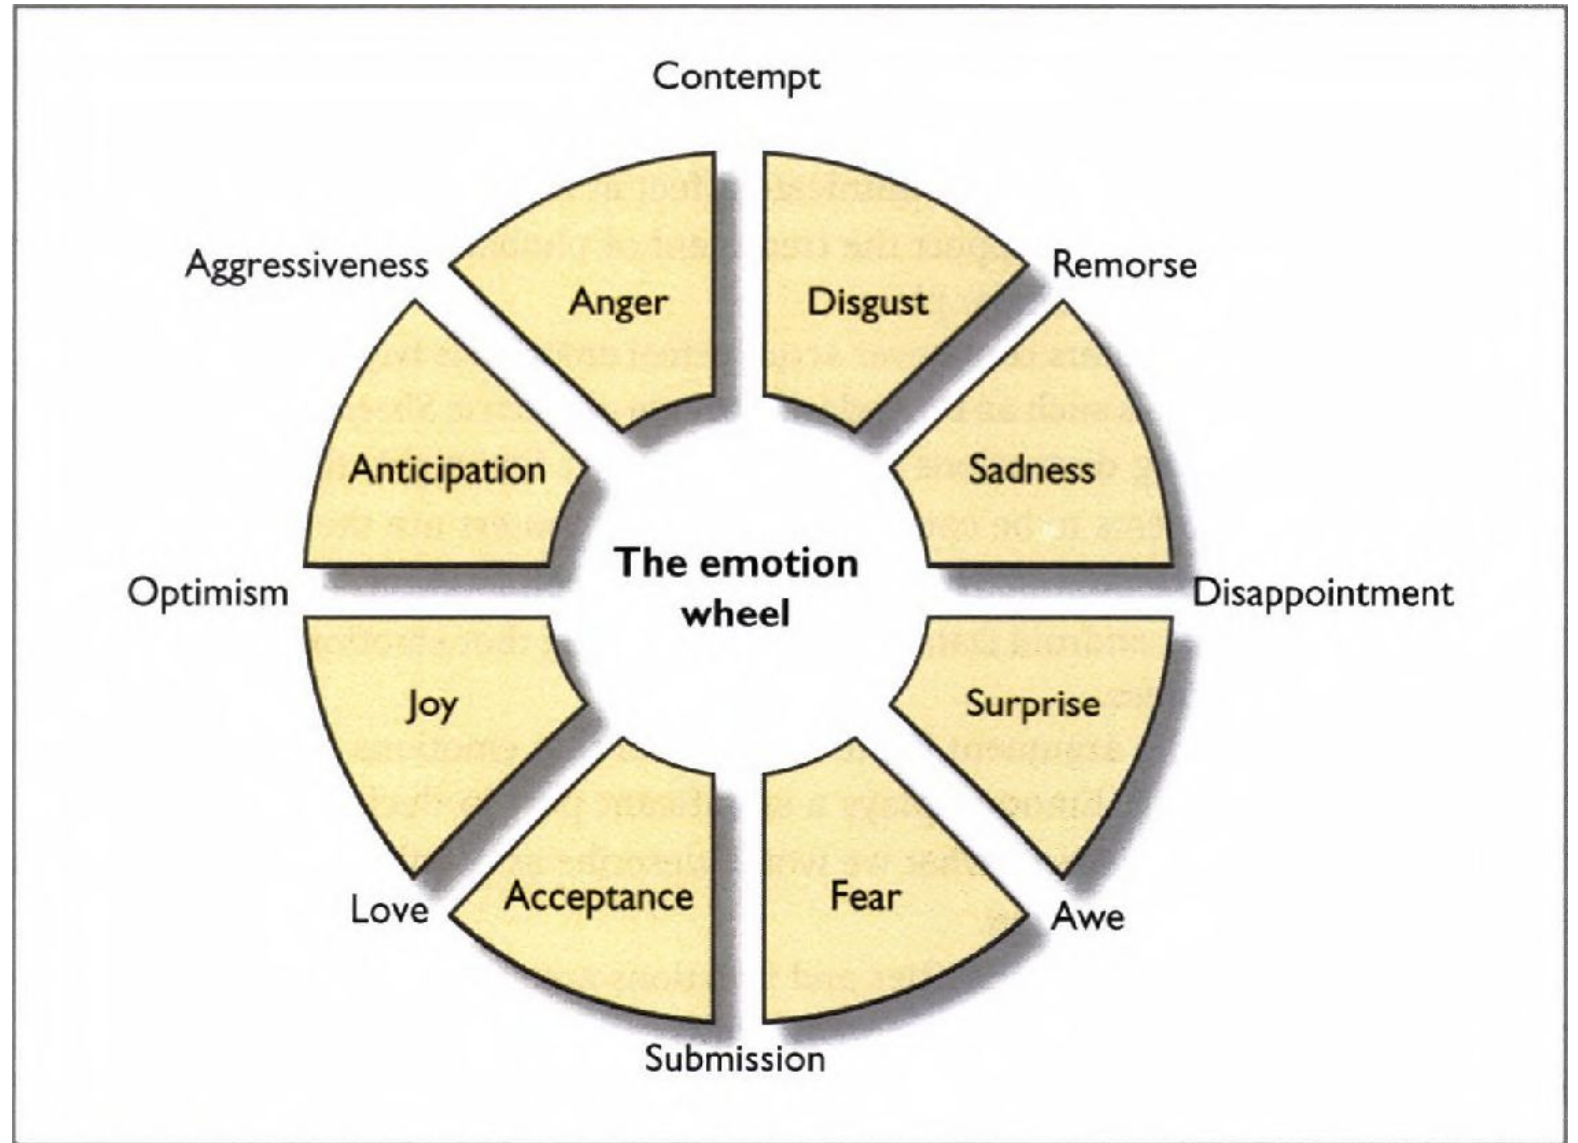 Contempt
Aggressiveness
Remorse
Anger
Disgust
Anticipation
Sadness
The emotion
wheel
Optimism
Disappointment
Joy
Surprise
Love
Acceptance
Fear
Awe
Submission